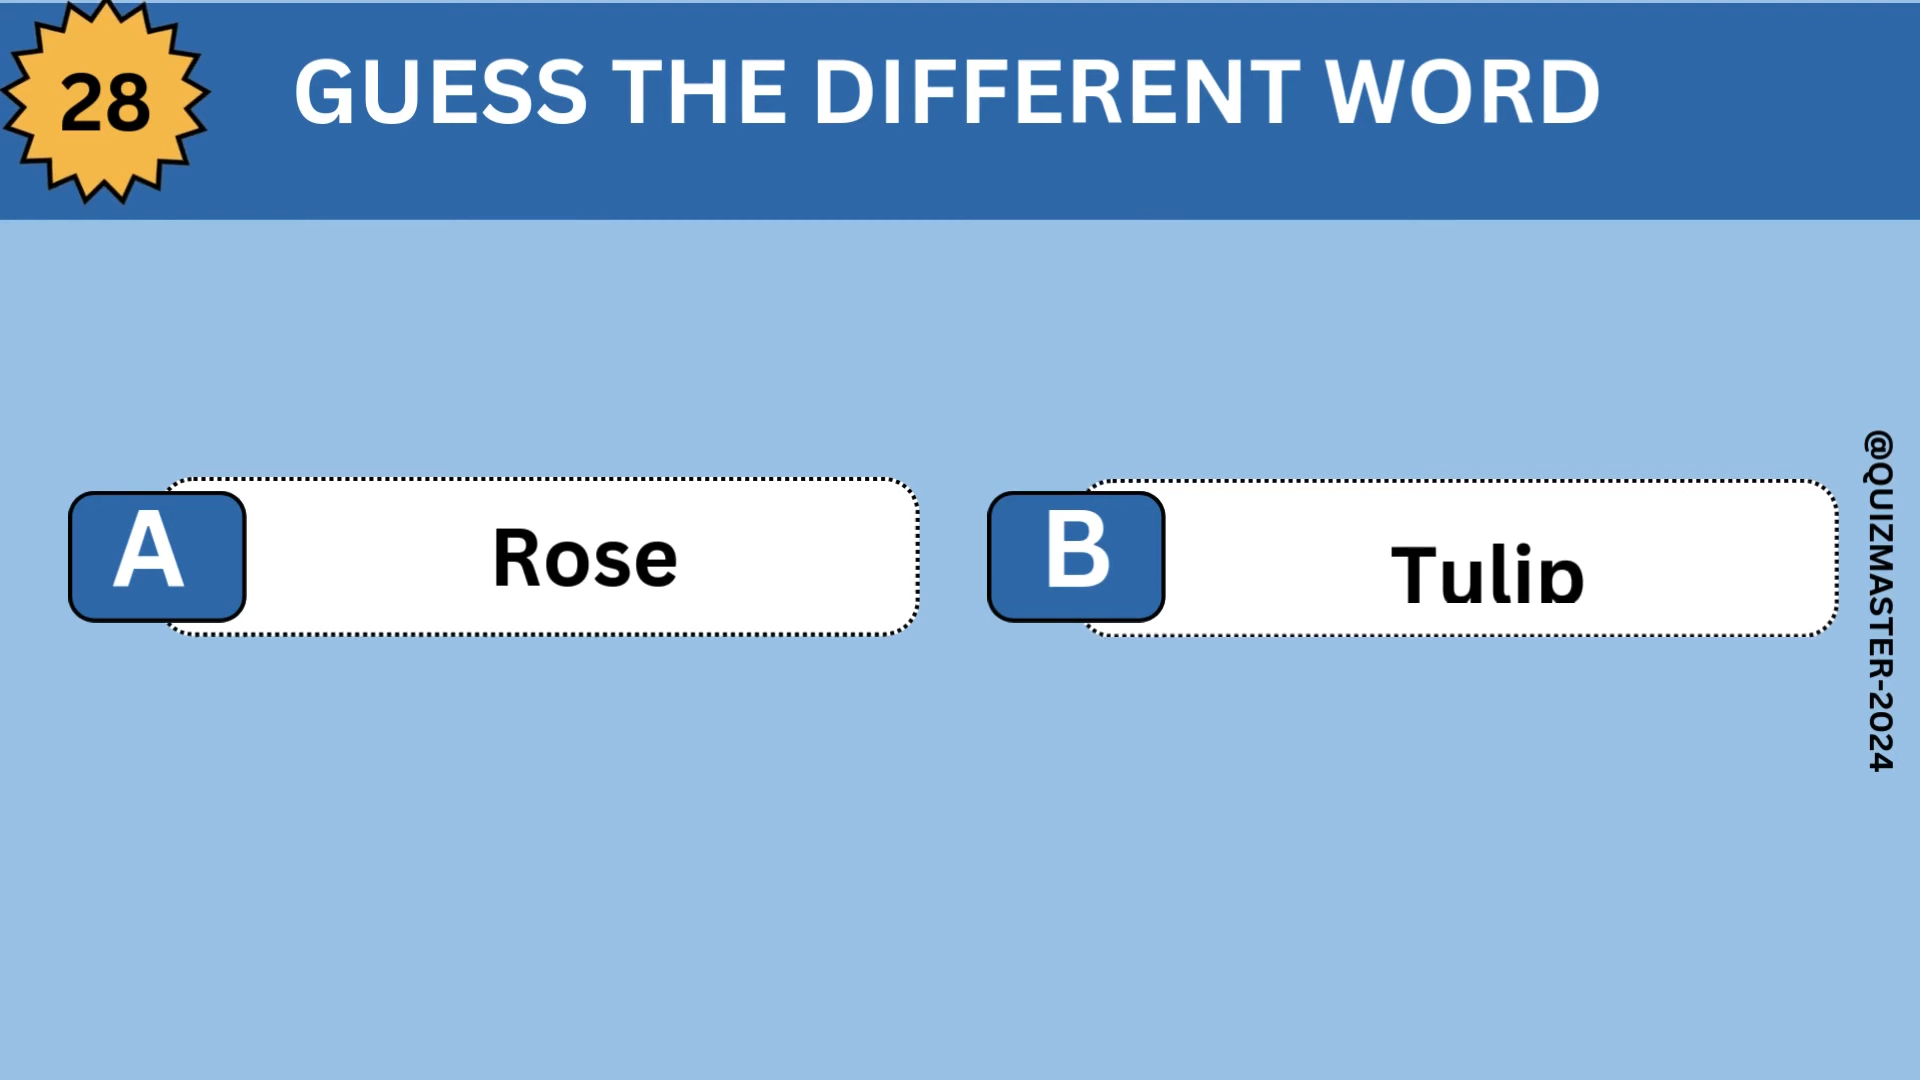 28
GUESS THE DIFFERENT WORD
A
Rose
B
Tulip
@QUIZMASTER-2024